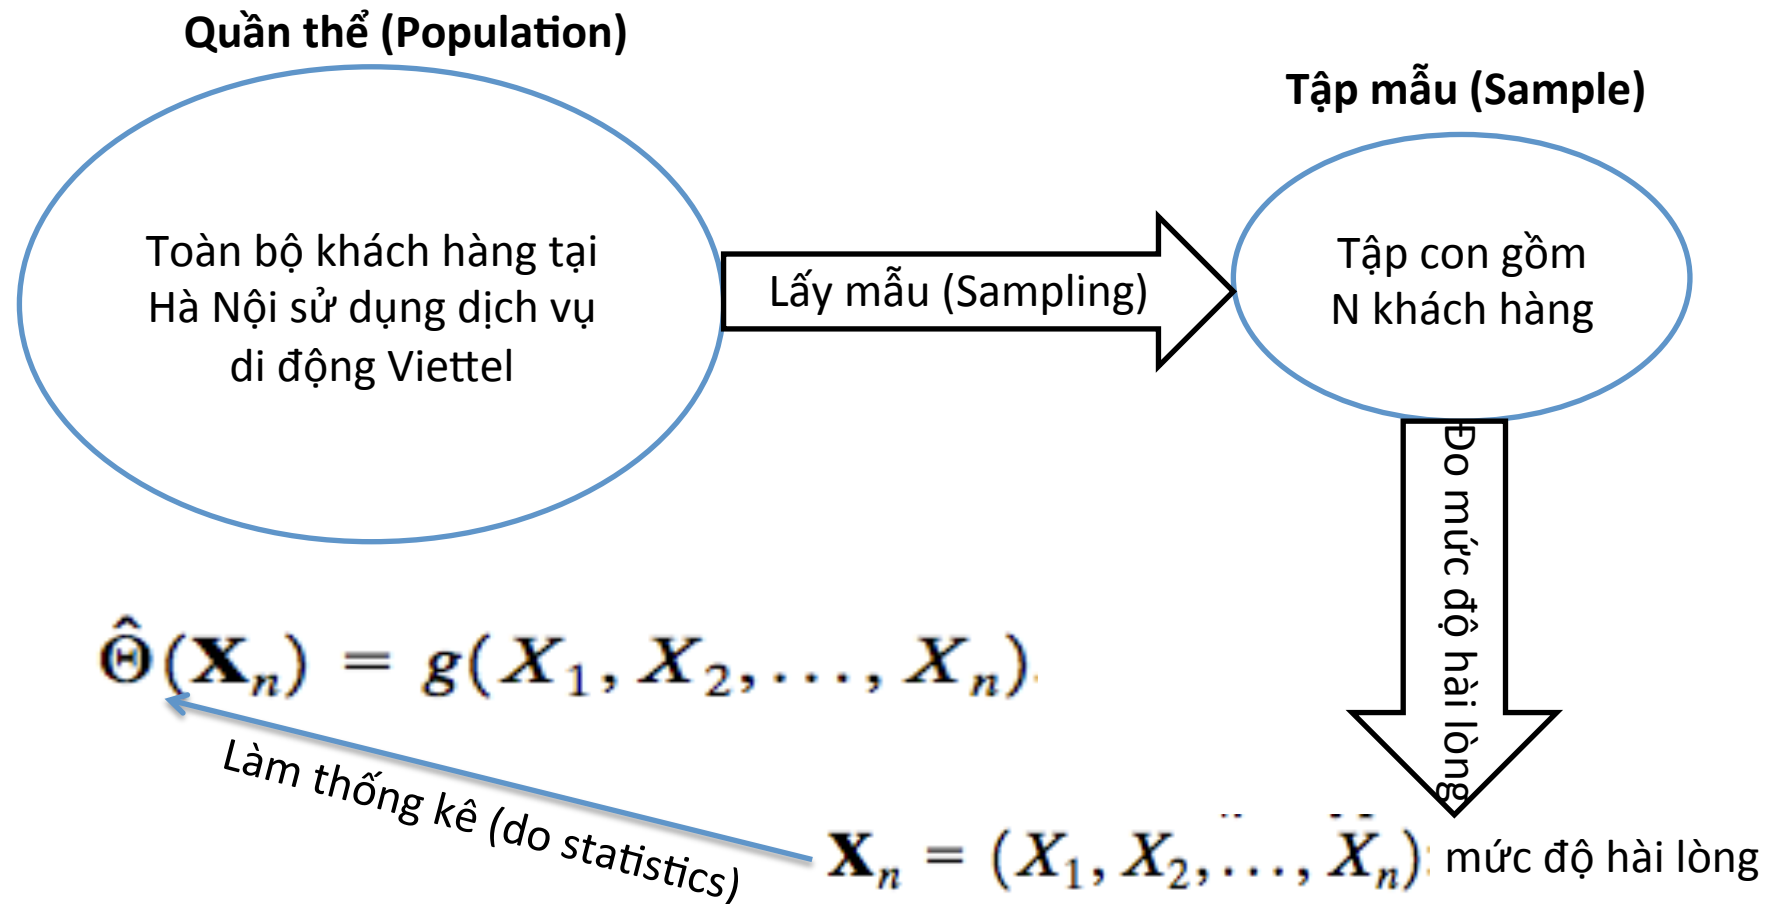 Quần thể (Population)
Toàn bộ khách hàng tại
Hà Nội sử dụng dịch vụ
di động Viettel
Lấy mẫu (Sampling)
Tập mẫu (Sample)
Tập con gồm
N khách hàng
Đo mức độ hài lòng
𝐗ₙ = (X₁, X₂, ..., Xₙ) mức độ hài lòng
Làm thống kê (do statistics)
Θ̂(𝐗ₙ) = g(X₁, X₂, ..., Xₙ)